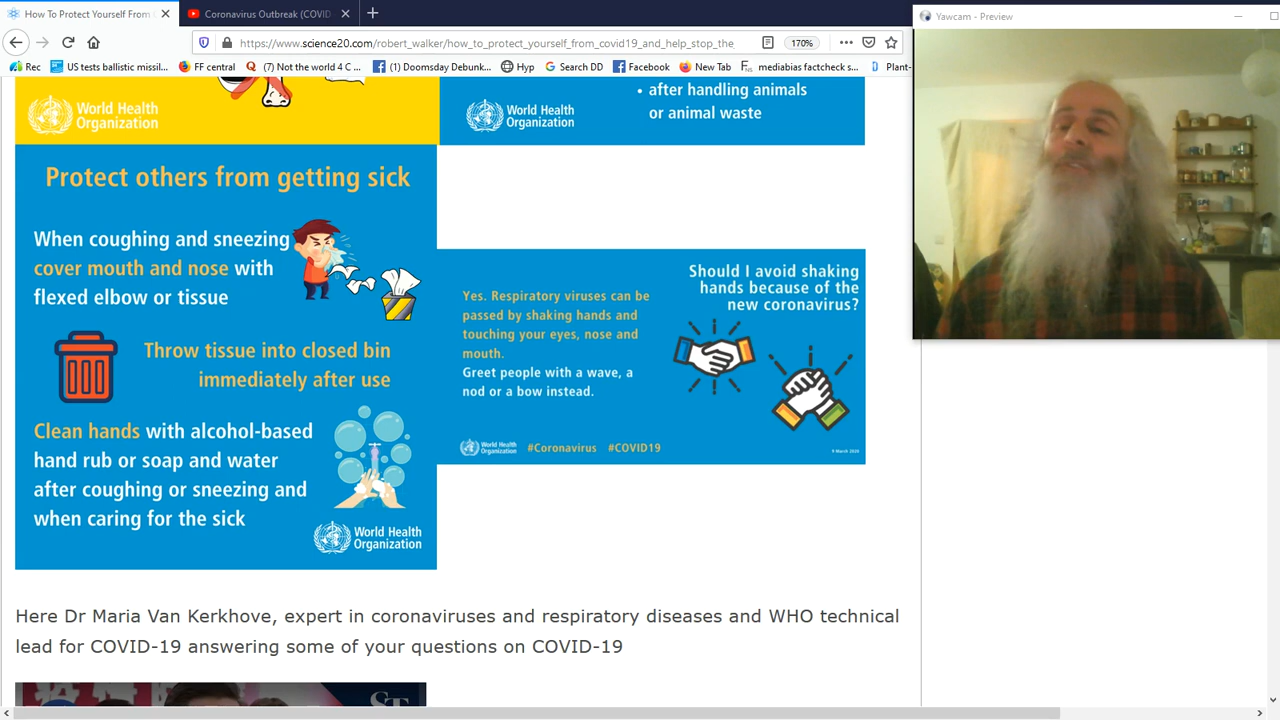 How To Protect Yourself From
Coronavirus Outbreak (COVID
Yawcam - Preview
https://www.science20.com/robert_walker/how_to_protect_yourself_from_covid19_and_help_stop_the_
170%
Rec
US tests ballistic missil...
FF central
(7) Not the world 4 C ...
(1) Doomsday Debunk...
Hyp
Search DD
Facebook
New Tab
mediabias factcheck s...
Plant-
World Health
Organization
• after handling animals
or animal waste
World Health
Organization
Protect others from getting sick
When coughing and sneezing
cover mouth and nose with
flexed elbow or tissue
Throw tissue into closed bin
immediately after use
Clean hands with alcohol-based
hand rub or soap and water
after coughing or sneezing and
when caring for the sick
World Health
Organization
Should I avoid shaking
hands because of the
new coronavirus?
Yes. Respiratory viruses can be
passed by shaking hands and
touching your eyes, nose and
mouth.
Greet people with a wave, a
nod or a bow instead.
World Health
Organization
#Coronavirus #COVID19
9 March 2020
Here Dr Maria Van Kerkhove, expert in coronaviruses and respiratory diseases and WHO technical
lead for COVID-19 answering some of your questions on COVID-19
ST